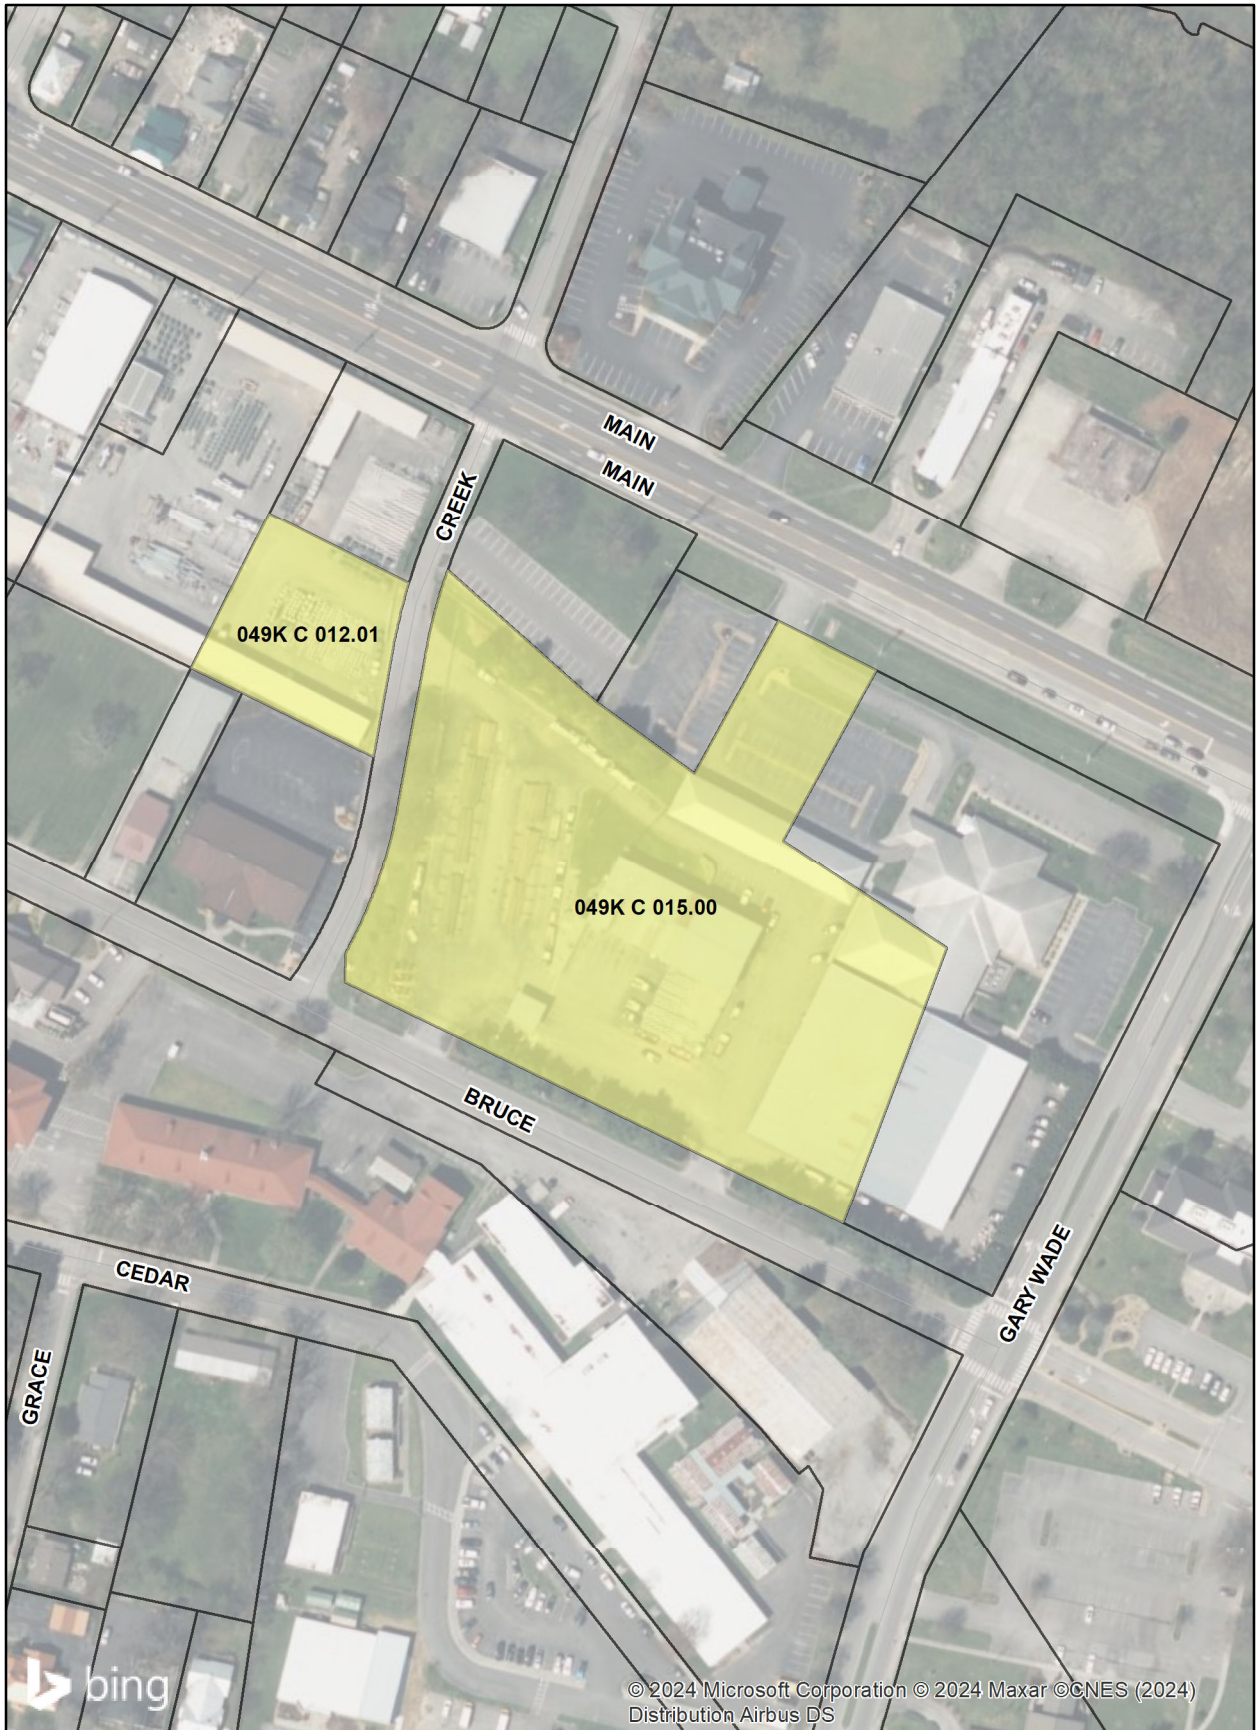 MAIN
MAIN
CREEK
049K C 012.01
049K C 015.00
BRUCE
GARY WADE
CEDAR
GRACE
bing
© 2024 Microsoft Corporation © 2024 Maxar ©CNES (2024)
Distribution Airbus DS